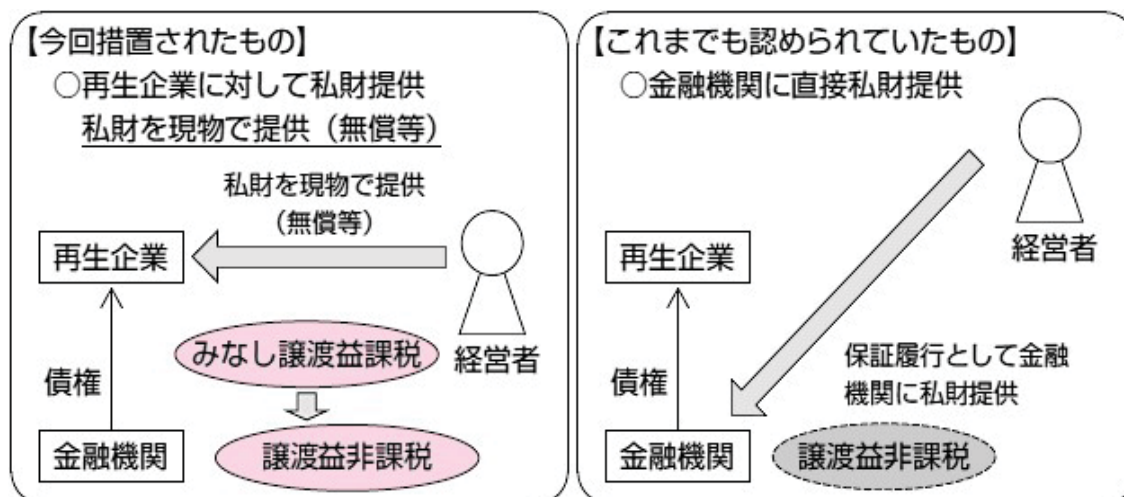 【今回措置されたもの】
○再生企業に対して私財提供
私財を現物で提供（無償等）
私財を現物で提供
（無償等）
再生企業
経営者
みなし譲渡益課税
債権
金融機関
譲渡益非課税
【これまでも認められていたもの】
○金融機関に直接私財提供
経営者
再生企業
保証履行として金融
機関に私財提供
債権
金融機関
譲渡益非課税